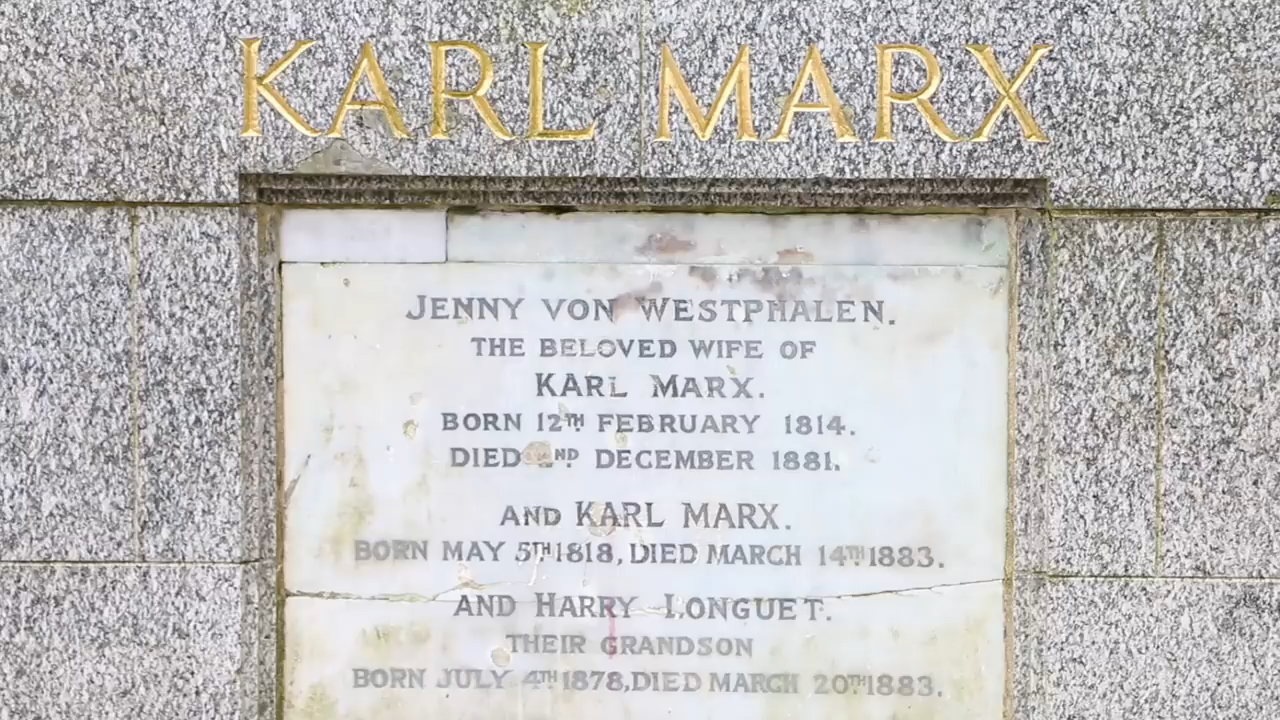 KARL MARX
JENNY VON WESTPHALEN.
THE BELOVED WIFE OF
KARL MARX.
BORN 12TH FEBRUARY 1814.
DIED DECEMBER 1881.
AND KARL MARX.
BORN MAY 5TH 1818, DIED MARCH 14TH 1883.
AND HARRY LONGUET.
THEIR GRANDSON
BORN JULY 4TH 1878, DIED MARCH 20TH 1883.